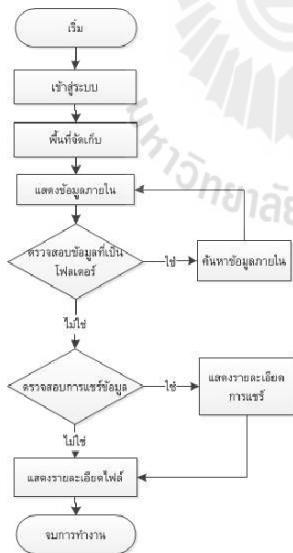 เริ่ม
เข้าสู่ระบบ
พื้นที่จัดเก็บ
แสดงข้อมูลภายใน
ตรวจสอบข้อมูลที่เป็น
โฟลเดอร์
ใช่
ค้นหาข้อมูลภายใน
ไม่ใช่
ตรวจสอบการแชร์ข้อมูล
ใช่
แสดงรายละเอียด
การแชร์
ไม่ใช่
แสดงรายละเอียดไฟล์
จบการทำงาน